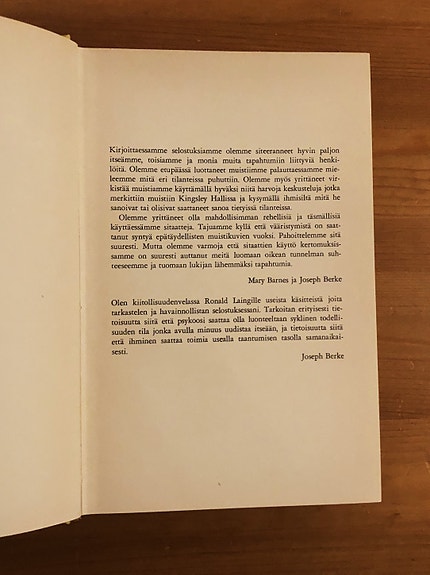 Kirjoittaessamme selostuksiamme olemme siteeranneet hyvin paljon
itseämme, toisiamme ja monia muita tapahtumiin liittyviä henki-
löitä. Olemme etupäässä luottaneet muistiimme palauttaessamme mie-
leemme mitä eri tilanteissa puhuttiin. Olemme myös yrittäneet vir-
kistää muistiamme käyttämällä hyväksi niitä harvoja keskusteluja jotka
merkittiin muistiin Kingsley Hallissa ja kysymällä ihmisiltä mitä he
sanoivat tai olisivat saattaneet sanoa tietyissä tilanteissa.
Olemme yrittäneet olla mahdollisimman rehellisiä ja täsmällisiä
käyttäessämme sitaatteja. Tajuamme kyllä että vääristymistä on saat-
tanut syntyä epätäydellisten muistikuvien vuoksi. Pahoittelemme sitä
suuresti. Mutta olemme varmoja että sitaattien käyttö kertomuksis-
samme on suuresti auttanut meitä luomaan oikean tunnelman suh-
teeseemme ja tuomaan lukijan lähemmäksi tapahtumia.
Mary Barnes ja Joseph Berke
Olen kiitollisuudenvelassa Ronald Laingille useista käsitteistä joita
tarkastelen ja havainnollistan selostuksessani. Tarkoitan erityisesti tie-
toisuutta siitä että psykoosi saattaa olla luonteeltaan syklinen todelli-
suuden tila jonka avulla minuus uudistaa itseään, ja tietoisuutta siitä
että ihminen saattaa toimia usealla taantumisen tasolla samanaikai-
sesti.
Joseph Berke